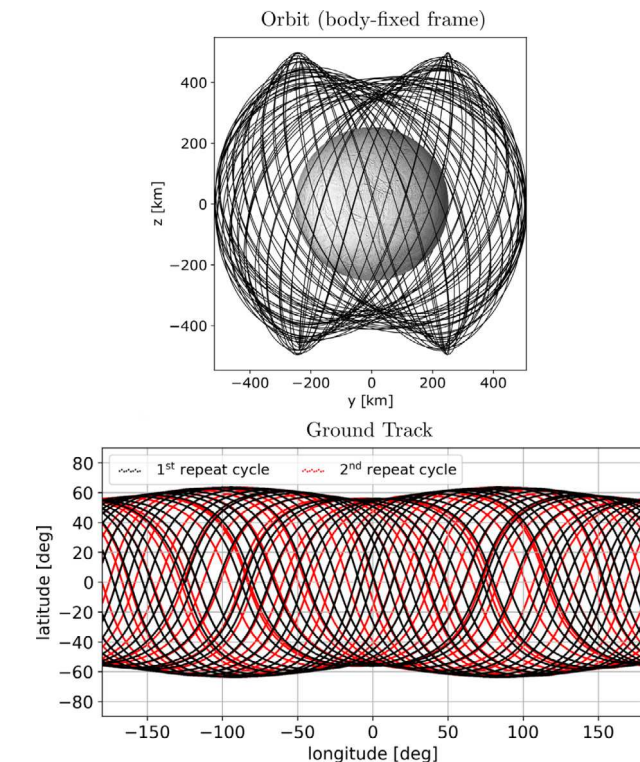 Orbit (body-fixed frame)
400
200
0
−200
−400
z [km]
−400 −200 0 200 400
y [km]
Ground Track
1st repeat cycle 2nd repeat cycle
80
60
40
20
0
−20
−40
−60
−80
latitude [deg]
−150 −100 −50 0 50 100 150
longitude [deg]